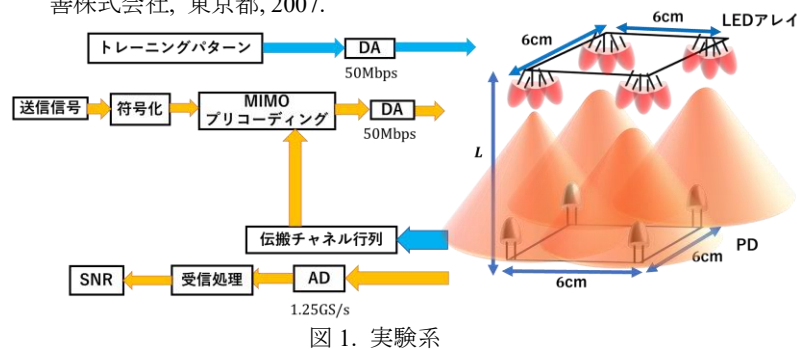 善株式会社, 東京都, 2007.
トレーニングパターン
DA
50Mbps
送信信号
符号化
MIMO
プリコーディング
DA
50Mbps
伝搬チャネル行列
SNR
受信処理
AD
1.25GS/s
6cm
6cm
LEDアレイ
L
PD
6cm
6cm
図 1. 実験系